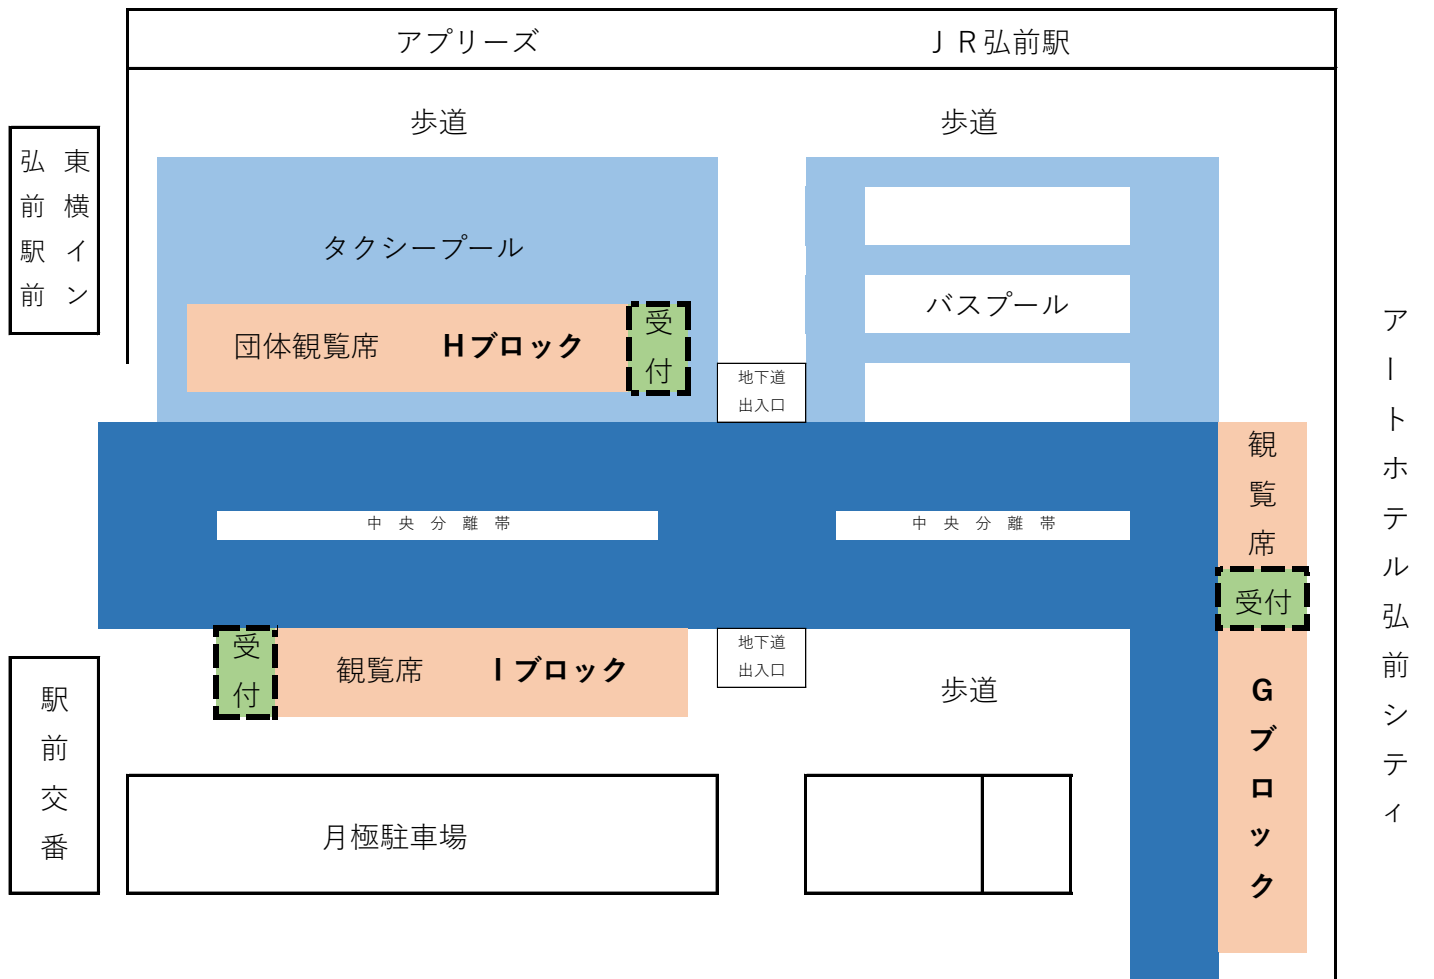 アプリーズ
ＪＲ弘前駅
歩道
歩道
東横イン
弘前駅前
タクシープール
バスプール
団体観覧席 Hブロック
受付
地下道
出入口
アートホテル弘前シティ
観覧席
中央分離帯
中央分離帯
受付
受付
観覧席 Iブロック
地下道
出入口
歩道
Gブロック
駅前交番
月極駐車場